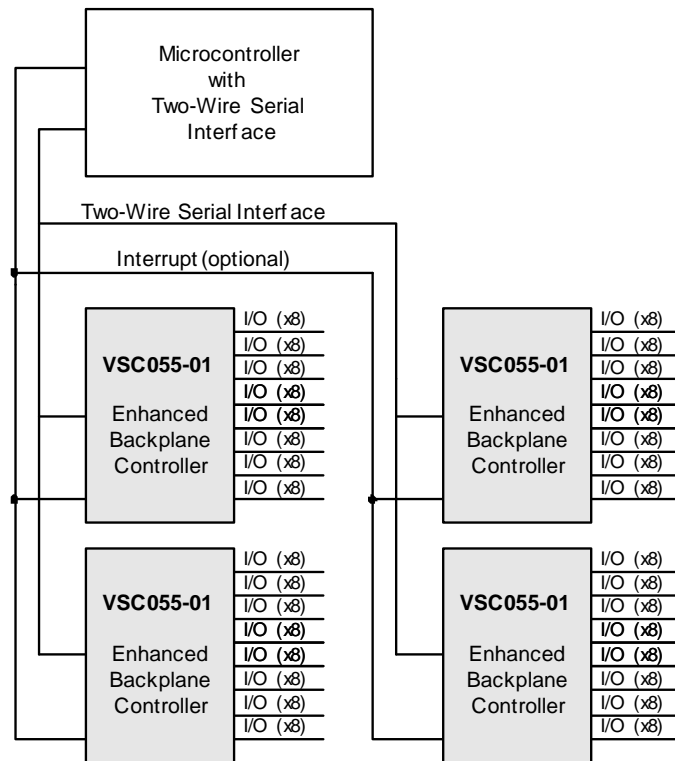 Microcontroller
with
Two-Wire Serial
Interface
Two-Wire Serial Interface
Interrupt (optional)
VSC055-01
Enhanced
Backplane
Controller
I/O (x8)
I/O (x8)
I/O (x8)
I/O (x8)
I/O (x8)
I/O (x8)
I/O (x8)
I/O (x8)
VSC055-01
Enhanced
Backplane
Controller
I/O (x8)
I/O (x8)
I/O (x8)
I/O (x8)
I/O (x8)
I/O (x8)
I/O (x8)
I/O (x8)
VSC055-01
Enhanced
Backplane
Controller
I/O (x8)
I/O (x8)
I/O (x8)
I/O (x8)
I/O (x8)
I/O (x8)
I/O (x8)
I/O (x8)
VSC055-01
Enhanced
Backplane
Controller
I/O (x8)
I/O (x8)
I/O (x8)
I/O (x8)
I/O (x8)
I/O (x8)
I/O (x8)
I/O (x8)